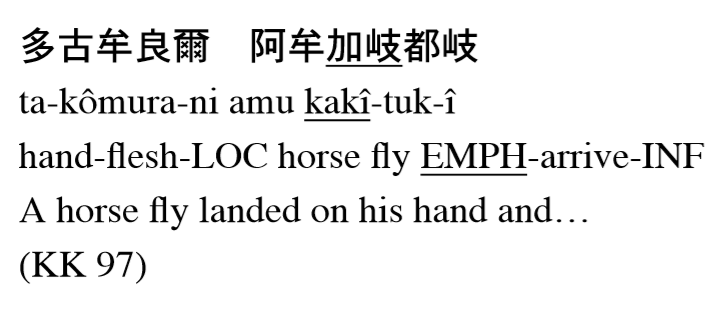 多古牟良爾　阿牟加岐都岐
ta-kômura-ni amu kakî-tuk-î
hand-flesh-LOC horse fly EMPH-arrive-INF
A horse fly landed on his hand and…
(KK 97)